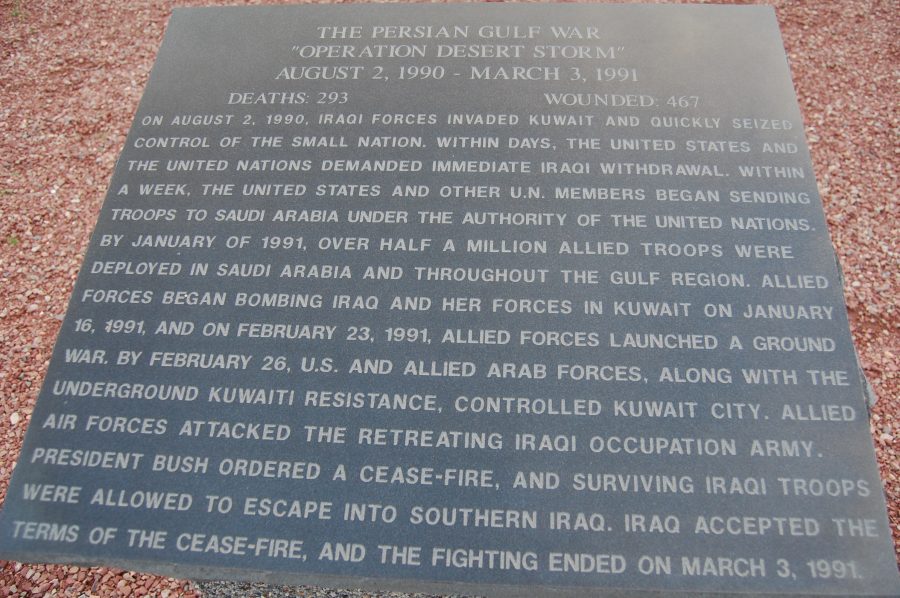 THE PERSIAN GULF WAR
"OPERATION DESERT STORM"
AUGUST 2, 1990 - MARCH 3, 1991
DEATHS: 293 WOUNDED: 467
ON AUGUST 2, 1990, IRAQI FORCES INVADED KUWAIT AND QUICKLY SEIZED
CONTROL OF THE SMALL NATION. WITHIN DAYS, THE UNITED STATES AND
THE UNITED NATIONS DEMANDED IMMEDIATE IRAQI WITHDRAWAL. WITHIN
A WEEK, THE UNITED STATES AND OTHER U.N. MEMBERS BEGAN SENDING
TROOPS TO SAUDI ARABIA UNDER THE AUTHORITY OF THE UNITED NATIONS.
BY JANUARY OF 1991, OVER HALF A MILLION ALLIED TROOPS WERE
DEPLOYED IN SAUDI ARABIA AND THROUGHOUT THE GULF REGION. ALLIED
FORCES BEGAN BOMBING IRAQ AND HER FORCES IN KUWAIT ON JANUARY
16, 1991, AND ON FEBRUARY 23, 1991, ALLIED FORCES LAUNCHED A GROUND
WAR. BY FEBRUARY 26, U.S. AND ALLIED ARAB FORCES, ALONG WITH THE
UNDERGROUND KUWAITI RESISTANCE, CONTROLLED KUWAIT CITY. ALLIED
AIR FORCES ATTACKED THE RETREATING IRAQI OCCUPATION ARMY.
PRESIDENT BUSH ORDERED A CEASE-FIRE, AND SURVIVING IRAQI TROOPS
WERE ALLOWED TO ESCAPE INTO SOUTHERN IRAQ. IRAQ ACCEPTED THE
TERMS OF THE CEASE-FIRE, AND THE FIGHTING ENDED ON MARCH 3, 1991.